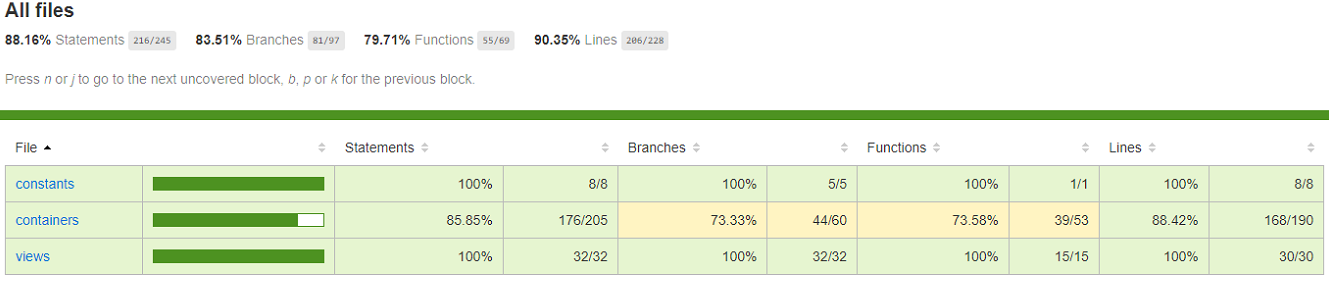 All files
88.16% Statements 216/245 83.51% Branches 81/97 79.71% Functions 55/69 90.35% Lines 206/228
Press n or j to go to the next uncovered block, b, p or k for the previous block.
File Statements Branches Functions Lines
constants 100% 8/8 100% 5/5 100% 1/1 100% 8/8
containers 85.85% 176/205 73.33% 44/60 73.58% 39/53 88.42% 168/190
views 100% 32/32 100% 32/32 100% 15/15 100% 30/30